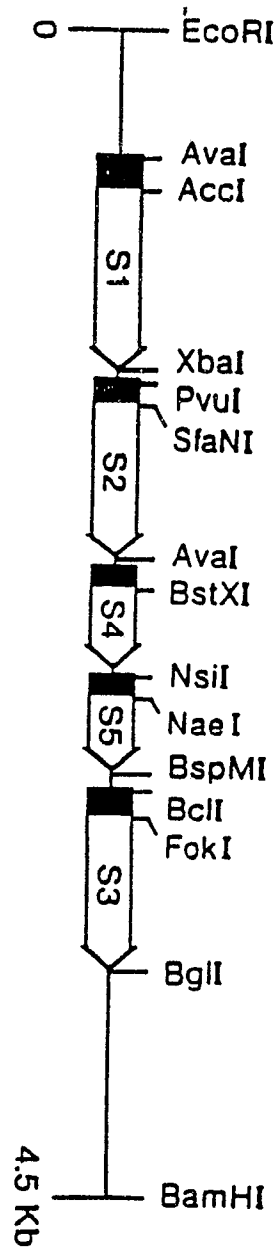 0
EcoRI
AvaI
AccI
S1
XbaI
PvuI
SfaNI
S2
AvaI
BstXI
S4
NsiI
NaeI
S5
BspMI
BclI
FokI
S3
BglI
BamHI
4.5 Kb